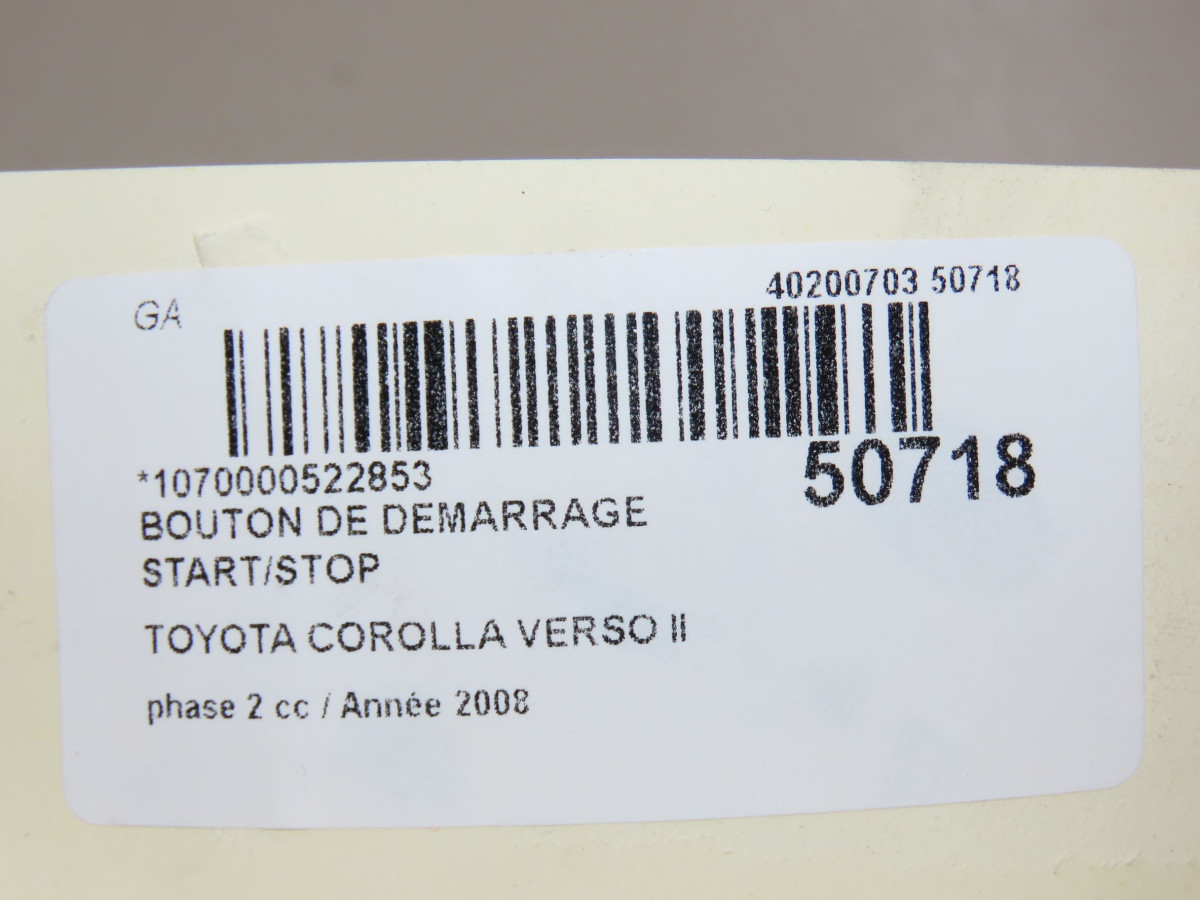 GA
40200703 50718
*1070000522853
50718
BOUTON DE DEMARRAGE
START/STOP
TOYOTA COROLLA VERSO II
phase 2 cc / Année 2008